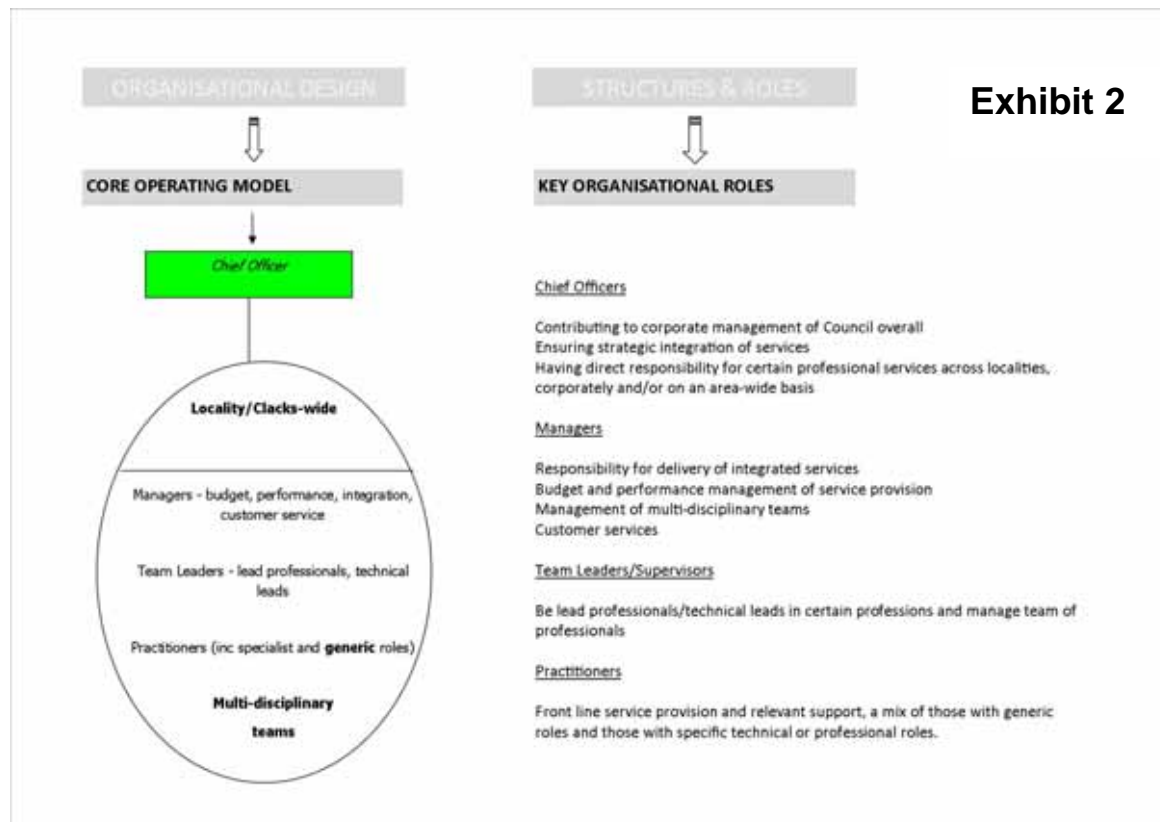 Exhibit 2
ORGANISATIONAL DESIGN
CORE OPERATING MODEL
Chief Officer
Locality/Clacks-wide
Managers - budget, performance, integration,
customer service
Team Leaders - lead professionals, technical
leads
Practitioners (inc specialist and generic roles)
Multi-disciplinary
teams
STRUCTURES & ROLES
KEY ORGANISATIONAL ROLES
Chief Officers
Contributing to corporate management of Council overall
Ensuring strategic integration of services
Having direct responsibility for certain professional services across localities,
corporately and/or on an area-wide basis
Managers
Responsibility for delivery of integrated services
Budget and performance management of service provision
Management of multi-disciplinary teams
Customer services
Team Leaders/Supervisors
Be lead professionals/technical leads in certain professions and manage team of
professionals
Practitioners
Front line service provision and relevant support, a mix of those with generic
roles and those with specific technical or professional roles.